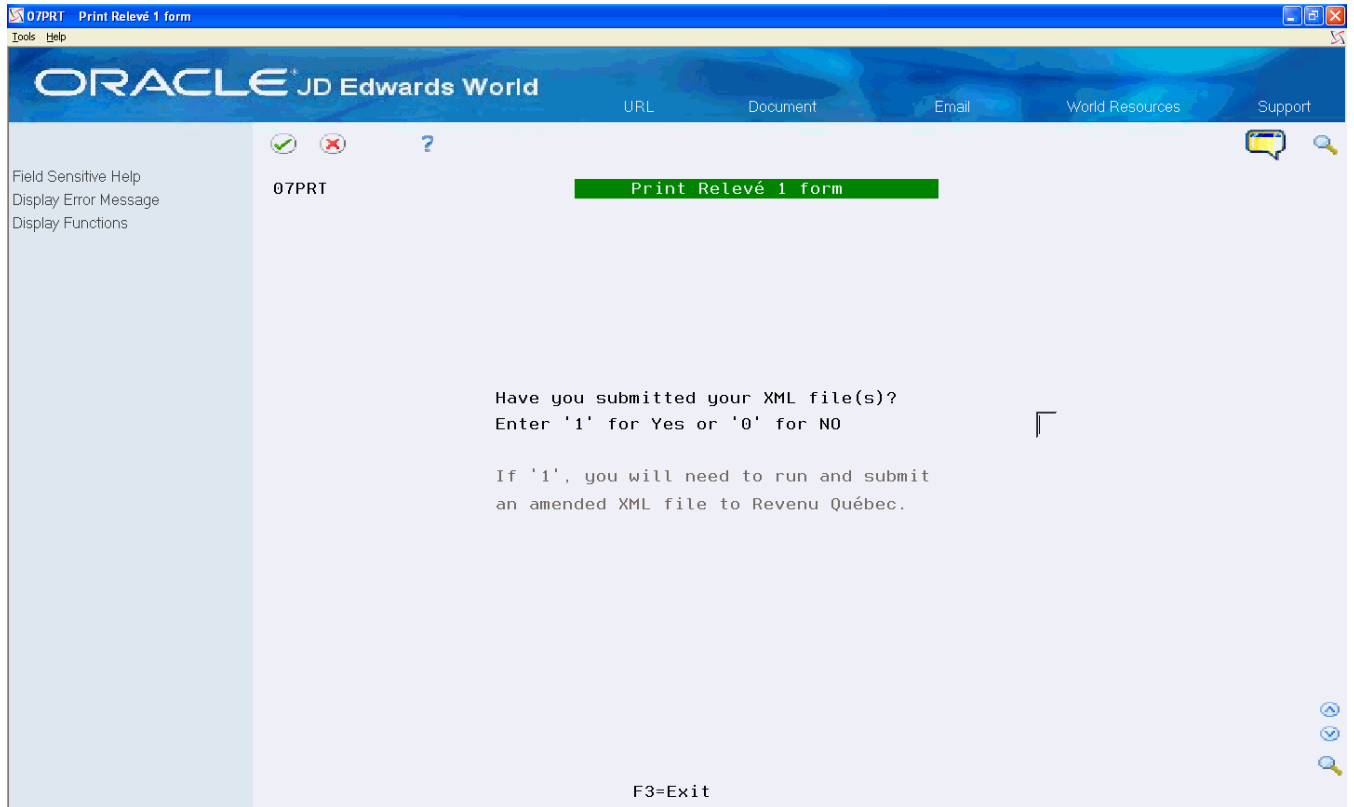 07PRT Print Relevé 1 form
Tools Help
ORACLE JD Edwards World
URL Document Email World Resources Support
?
Field Sensitive Help
Display Error Message
Display Functions
07PRT Print Relevé 1 form
Have you submitted your XML file(s)?
Enter '1' for Yes or '0' for NO
If '1', you will need to run and submit
an amended XML file to Revenu Québec.
F3=Exit